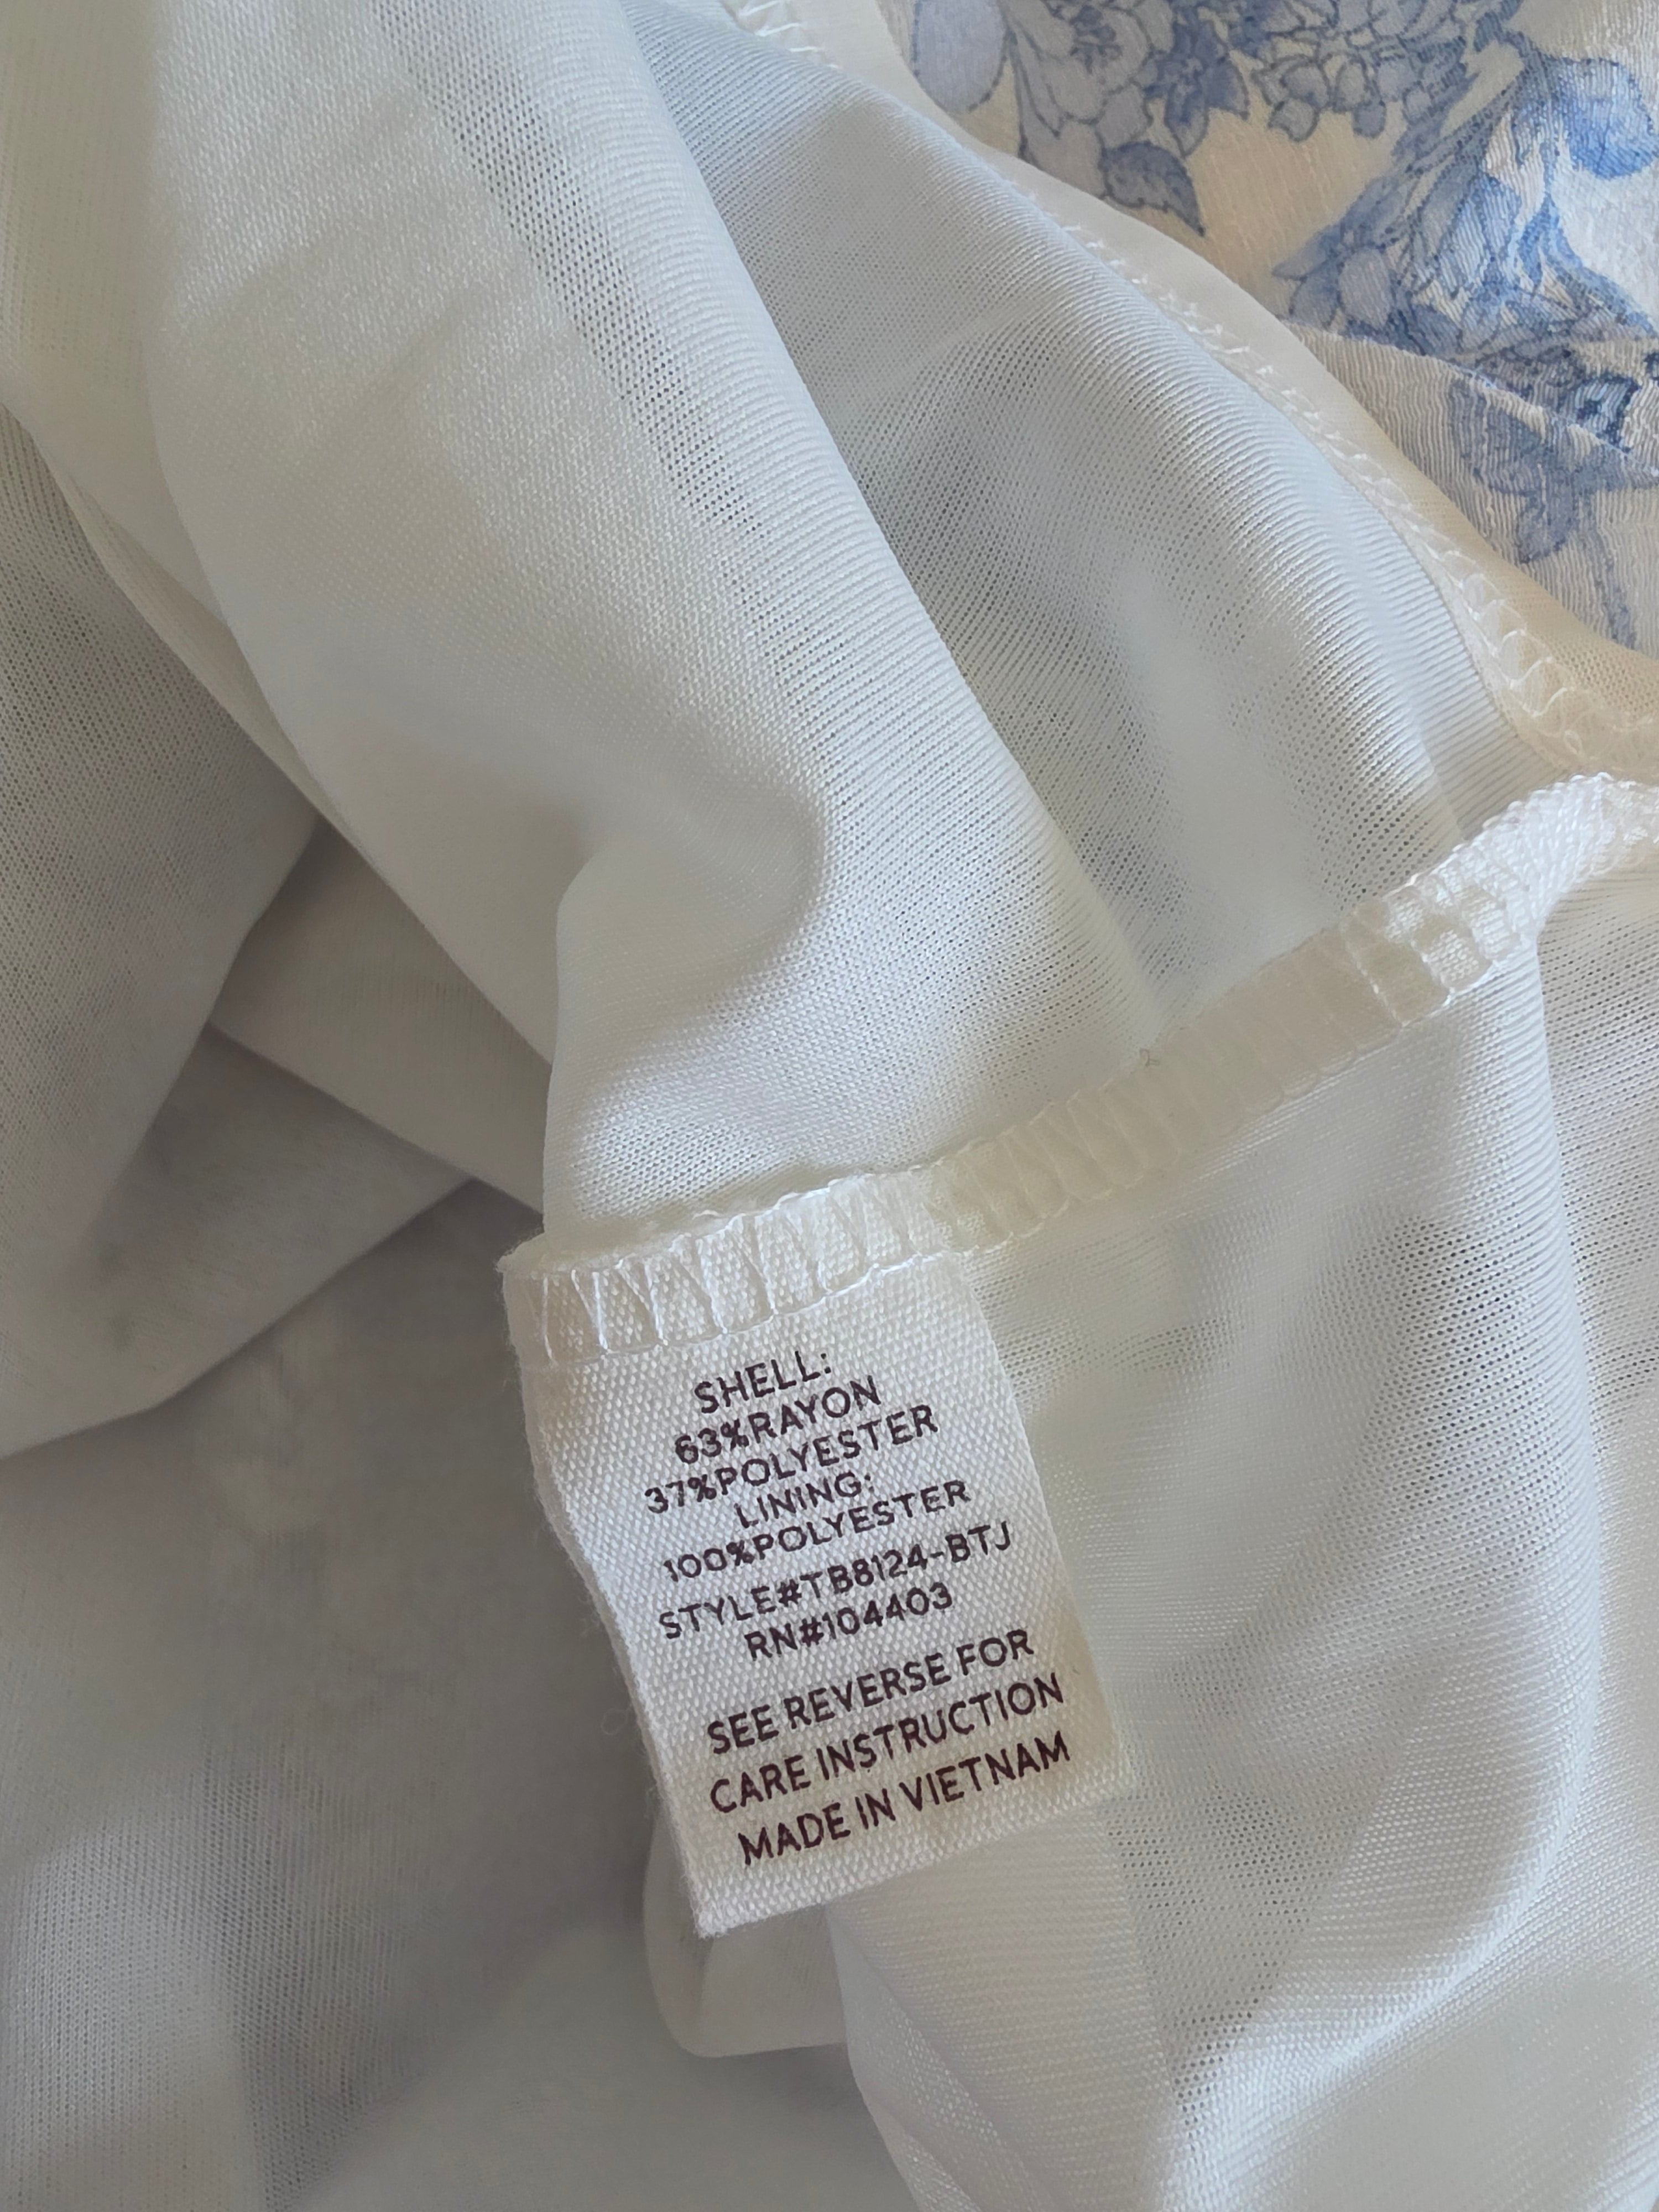 SHELL:
63%RAYON
37%POLYESTER
LINING:
100%POLYESTER
STYLE#TB8124-BTJ
RN#104403
SEE REVERSE FOR
CARE INSTRUCTION
MADE IN VIETNAM